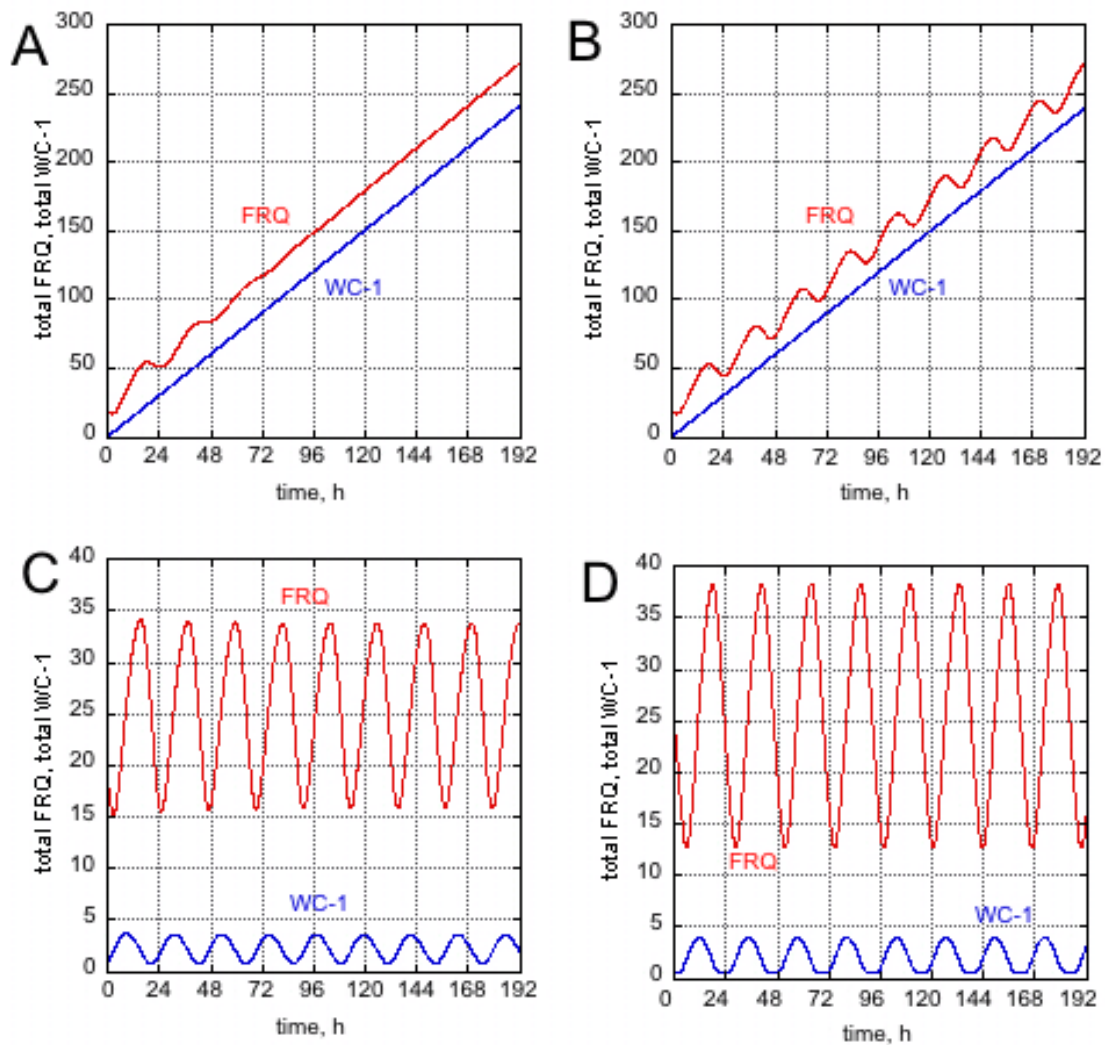 A
total FRQ, total WC-1
300
250
200
150
100
50
0
FRQ
WC-1
0 24 48 72 96 120 144 168 192
time, h
B
total FRQ, total WC-1
300
250
200
150
100
50
0
FRQ
WC-1
0 24 48 72 96 120 144 168 192
time, h
C
total FRQ, total WC-1
40
35
30
25
20
15
10
5
0
FRQ
WC-1
0 24 48 72 96 120 144 168 192
time, h
D
total FRQ, total WC-1
40
35
30
25
20
15
10
5
0
FRQ
WC-1
0 24 48 72 96 120 144 168 192
time, h